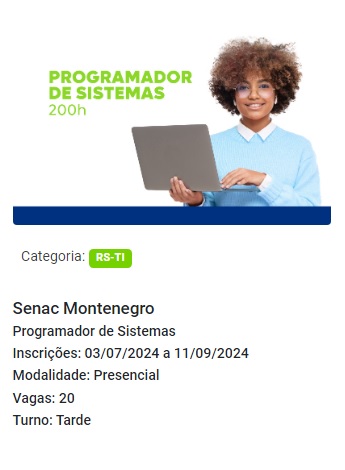 PROGRAMADOR
DE SISTEMAS
200h
Categoria: RS-TI
Senac Montenegro
Programador de Sistemas
Inscrições: 03/07/2024 a 11/09/2024
Modalidade: Presencial
Vagas: 20
Turno: Tarde